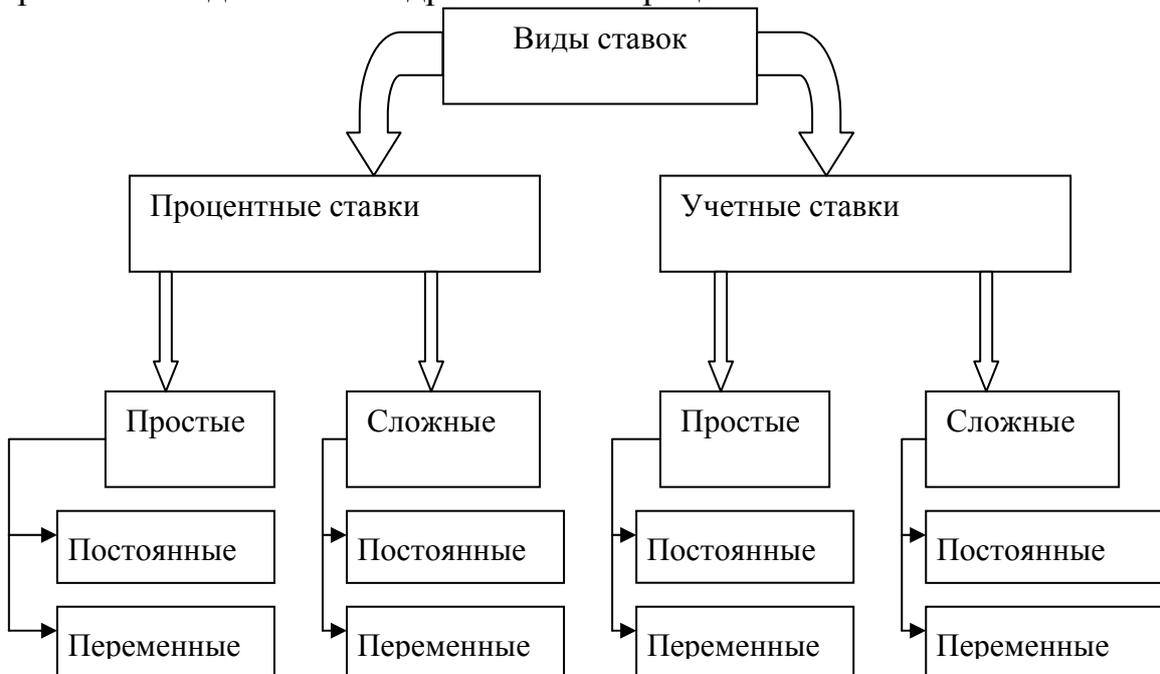 Виды ставок
Процентные ставки
Учетные ставки
Простые
Сложные
Простые
Сложные
Постоянные
Постоянные
Постоянные
Постоянные
Переменные
Переменные
Переменные
Переменные